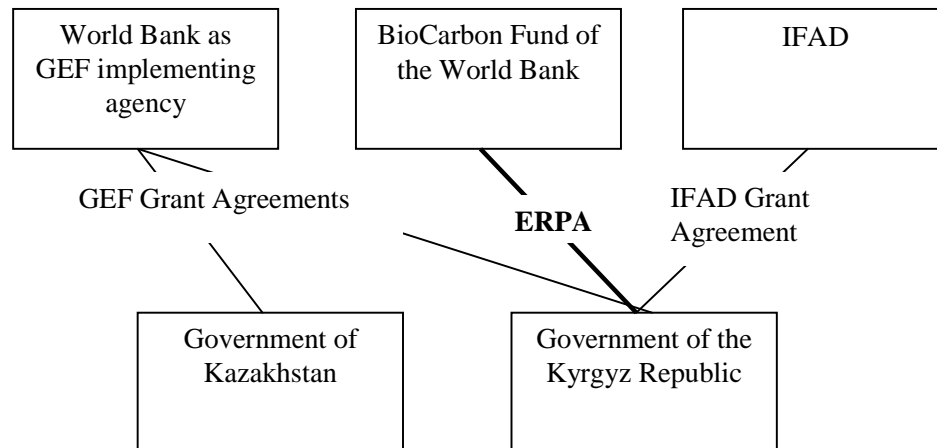 World Bank as
GEF implementing
agency
BioCarbon Fund of
the World Bank
IFAD
GEF Grant Agreements
ERPA
IFAD Grant
Agreement
Government of
Kazakhstan
Government of the
Kyrgyz Republic